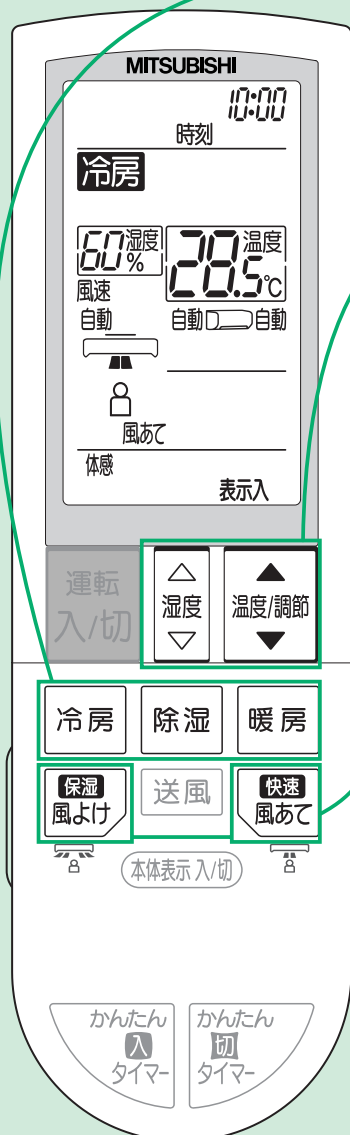 MITSUBISHI
10:00
時刻
冷房
60% 湿度
28.5℃ 温度
風速
自動 自動 自動
風あて
体感
表示入
運転
入/切
△ ▲
湿度 温度/調節
▽ ▼
冷房 除湿 暖房
保湿 送風 快速
風よけ 風あて
本体表示 入/切
かんたん かんたん
入 切
タイマー タイマー